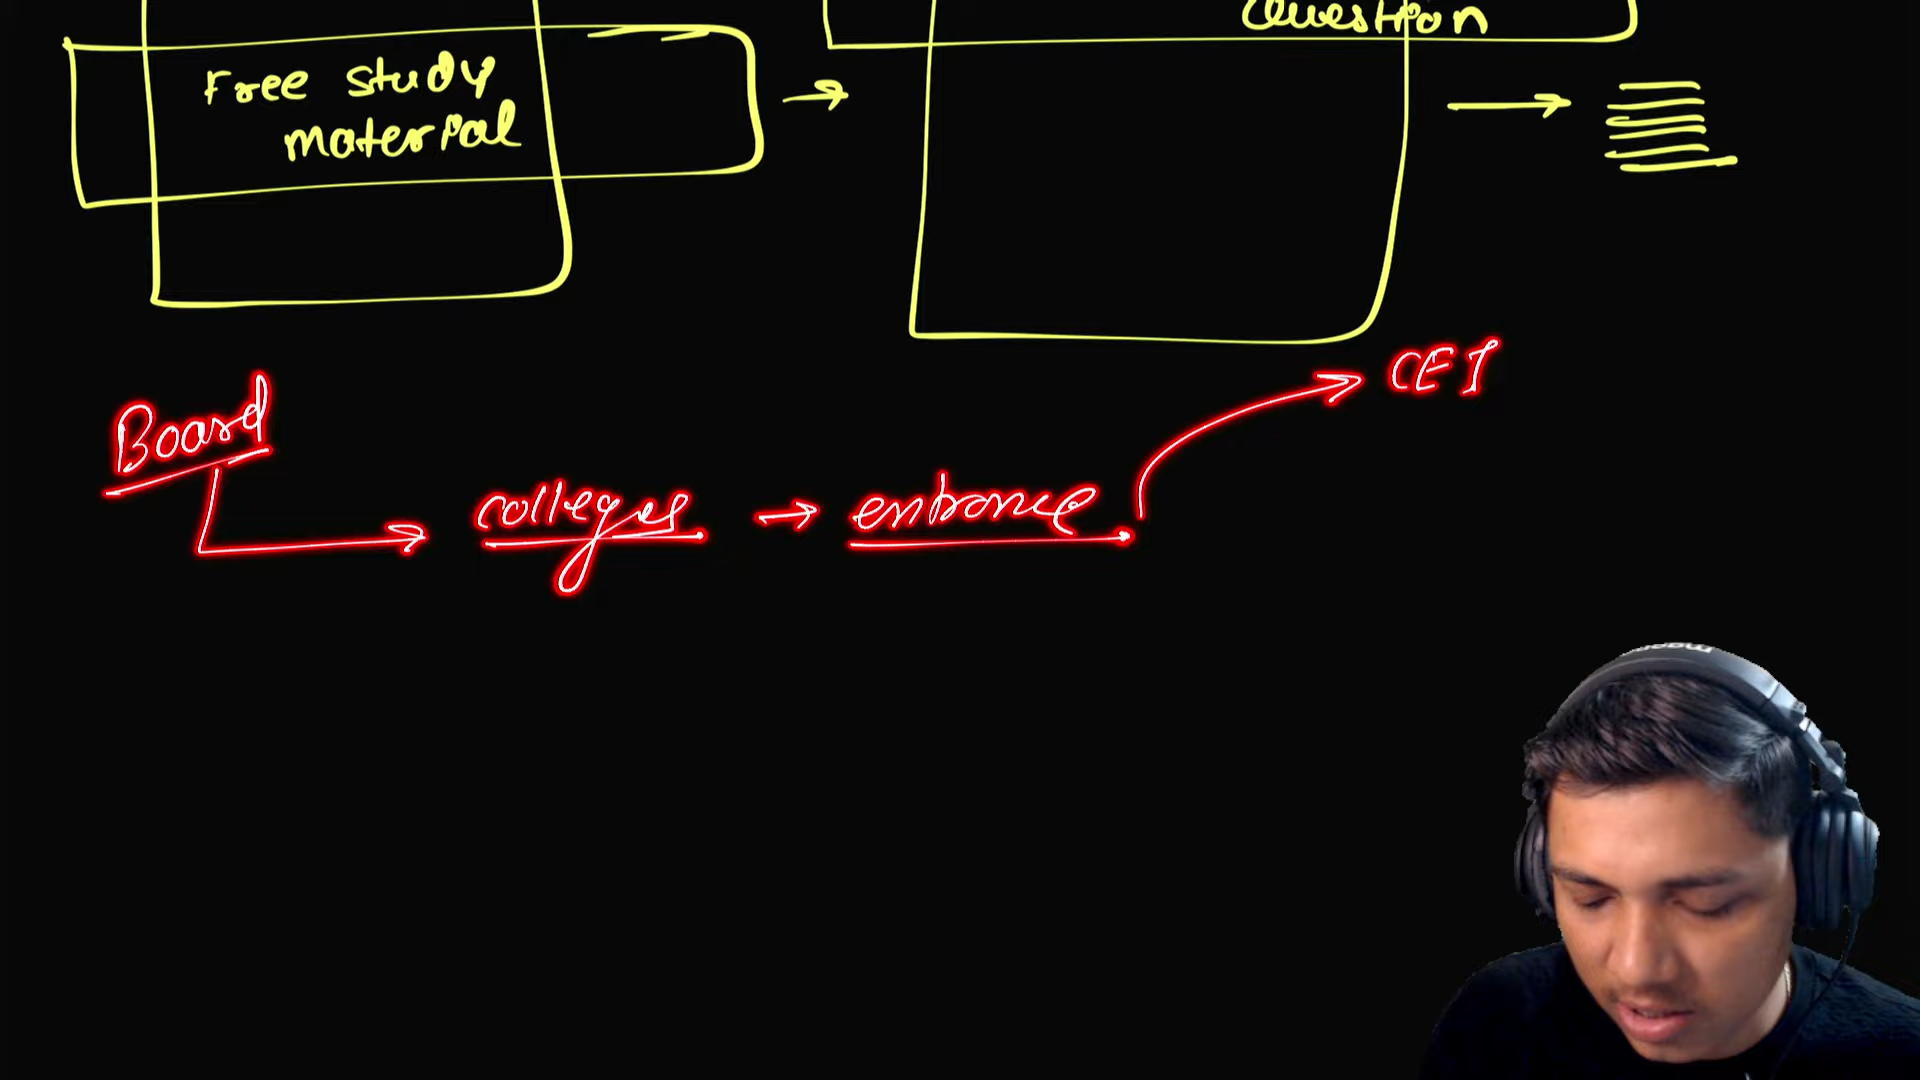 Question
Free study
material
CET
Board
colleges → entrance